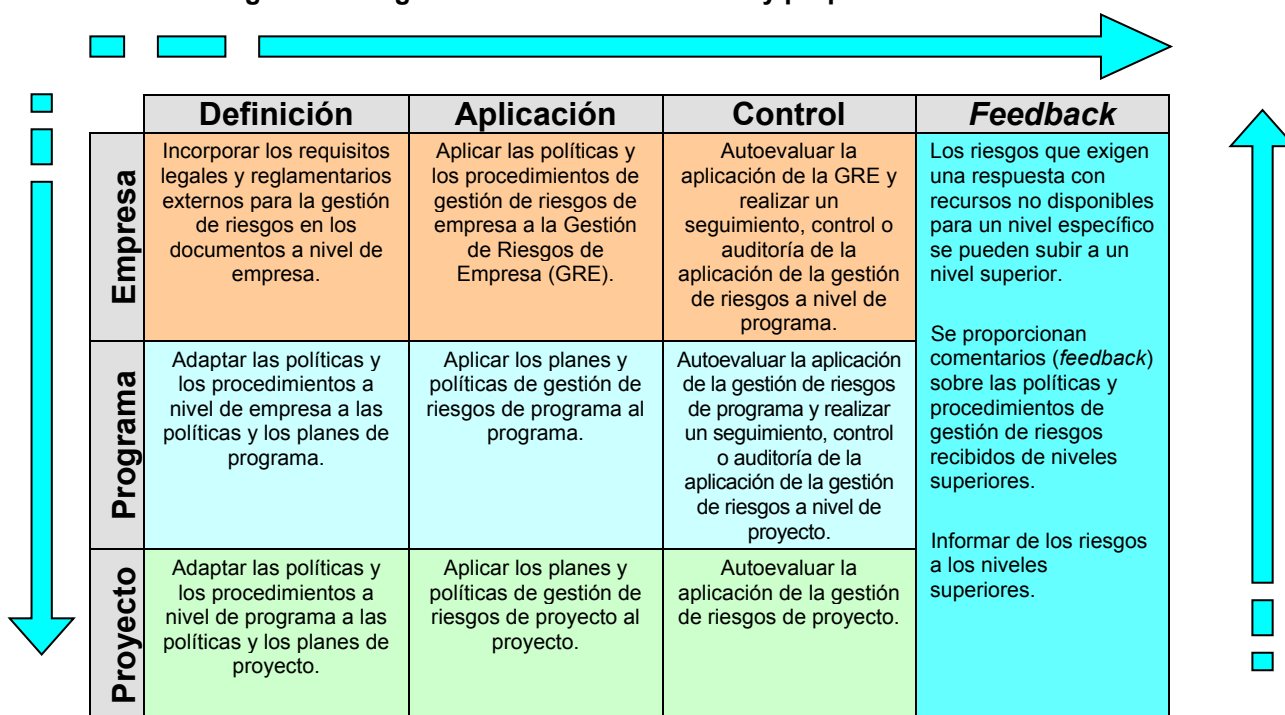 Definición
Aplicación
Control
Feedback
Empresa
Incorporar los requisitos
legales y reglamentarios
externos para la gestión
de riesgos en los
documentos a nivel de
empresa.
Aplicar las políticas y
los procedimientos de
gestión de riesgos de
empresa a la Gestión
de Riesgos de
Empresa (GRE).
Autoevaluar la
aplicación de la GRE y
realizar un
seguimiento, control o
auditoría de la
aplicación de la gestión
de riesgos a nivel de
programa.
Los riesgos que exigen
una respuesta con
recursos no disponibles
para un nivel específico
se pueden subir a un
nivel superior.
Se proporcionan
comentarios (feedback)
sobre las políticas y
procedimientos de
gestión de riesgos
recibidos de niveles
superiores.
Informar de los riesgos
a los niveles
superiores.
Programa
Adaptar las políticas y
los procedimientos a
nivel de empresa a las
políticas y los planes de
programa.
Aplicar los planes y
políticas de gestión de
riesgos de programa al
programa.
Autoevaluar la aplicación
de la gestión de riesgos
de programa y realizar
un seguimiento, control
o auditoría de la
aplicación de la gestión
de riesgos a nivel de
proyecto.
Proyecto
Adaptar las políticas y
los procedimientos a
nivel de programa a las
políticas y los planes de
proyecto.
Aplicar los planes y
políticas de gestión de
riesgos de proyecto al
proyecto.
Autoevaluar la
aplicación de la gestión
de riesgos de proyecto.